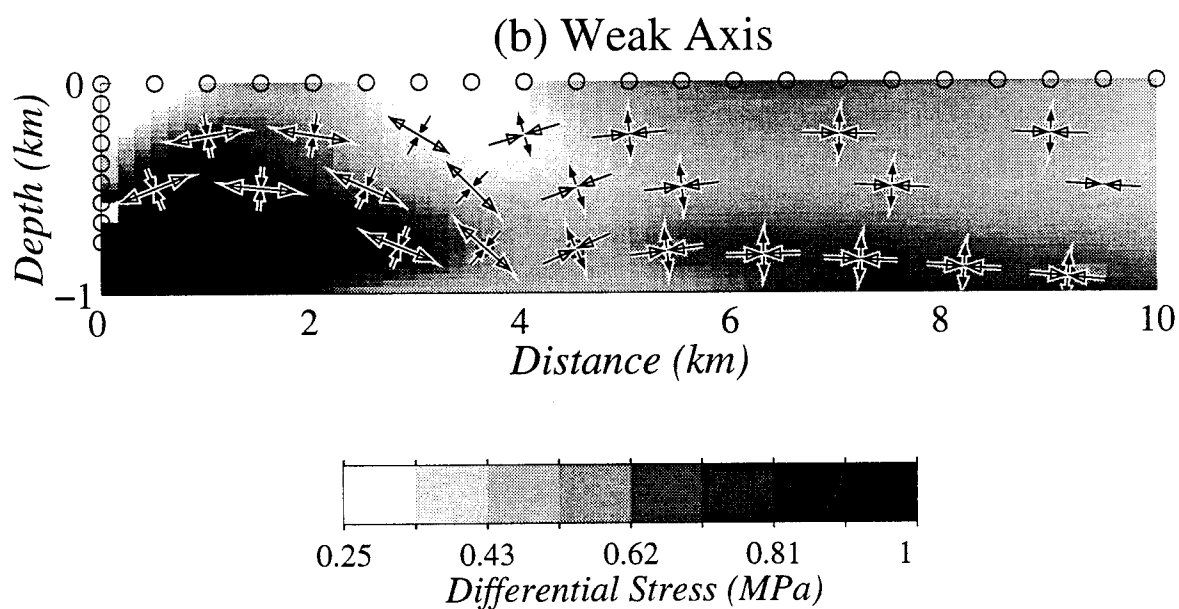 (b) Weak Axis
0
Depth (km)
−1
0 2 4 6 8 10
Distance (km)
0.25 0.43 0.62 0.81 1
Differential Stress (MPa)